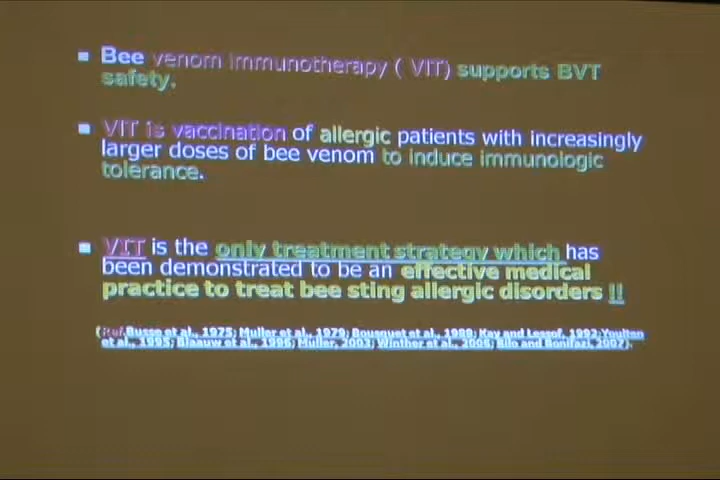 Bee venom immunotherapy ( VIT) supports BVT
safety.
VIT is vaccination of allergic patients with increasingly
larger doses of bee venom to induce immunologic
tolerance.
VIT is the only treatment strategy which has
been demonstrated to be an effective medical
practice to treat bee sting allergic disorders !!
(Ref.Busse et al., 1975; Muller et al., 1979; Bousquet et al., 1988; Kay and Lessof, 1992;Youlten
et al., 1995; Blaauw et al., 1996; Muller, 2003; Winther et al., 2006; Bilo and Bonifazi, 2007).